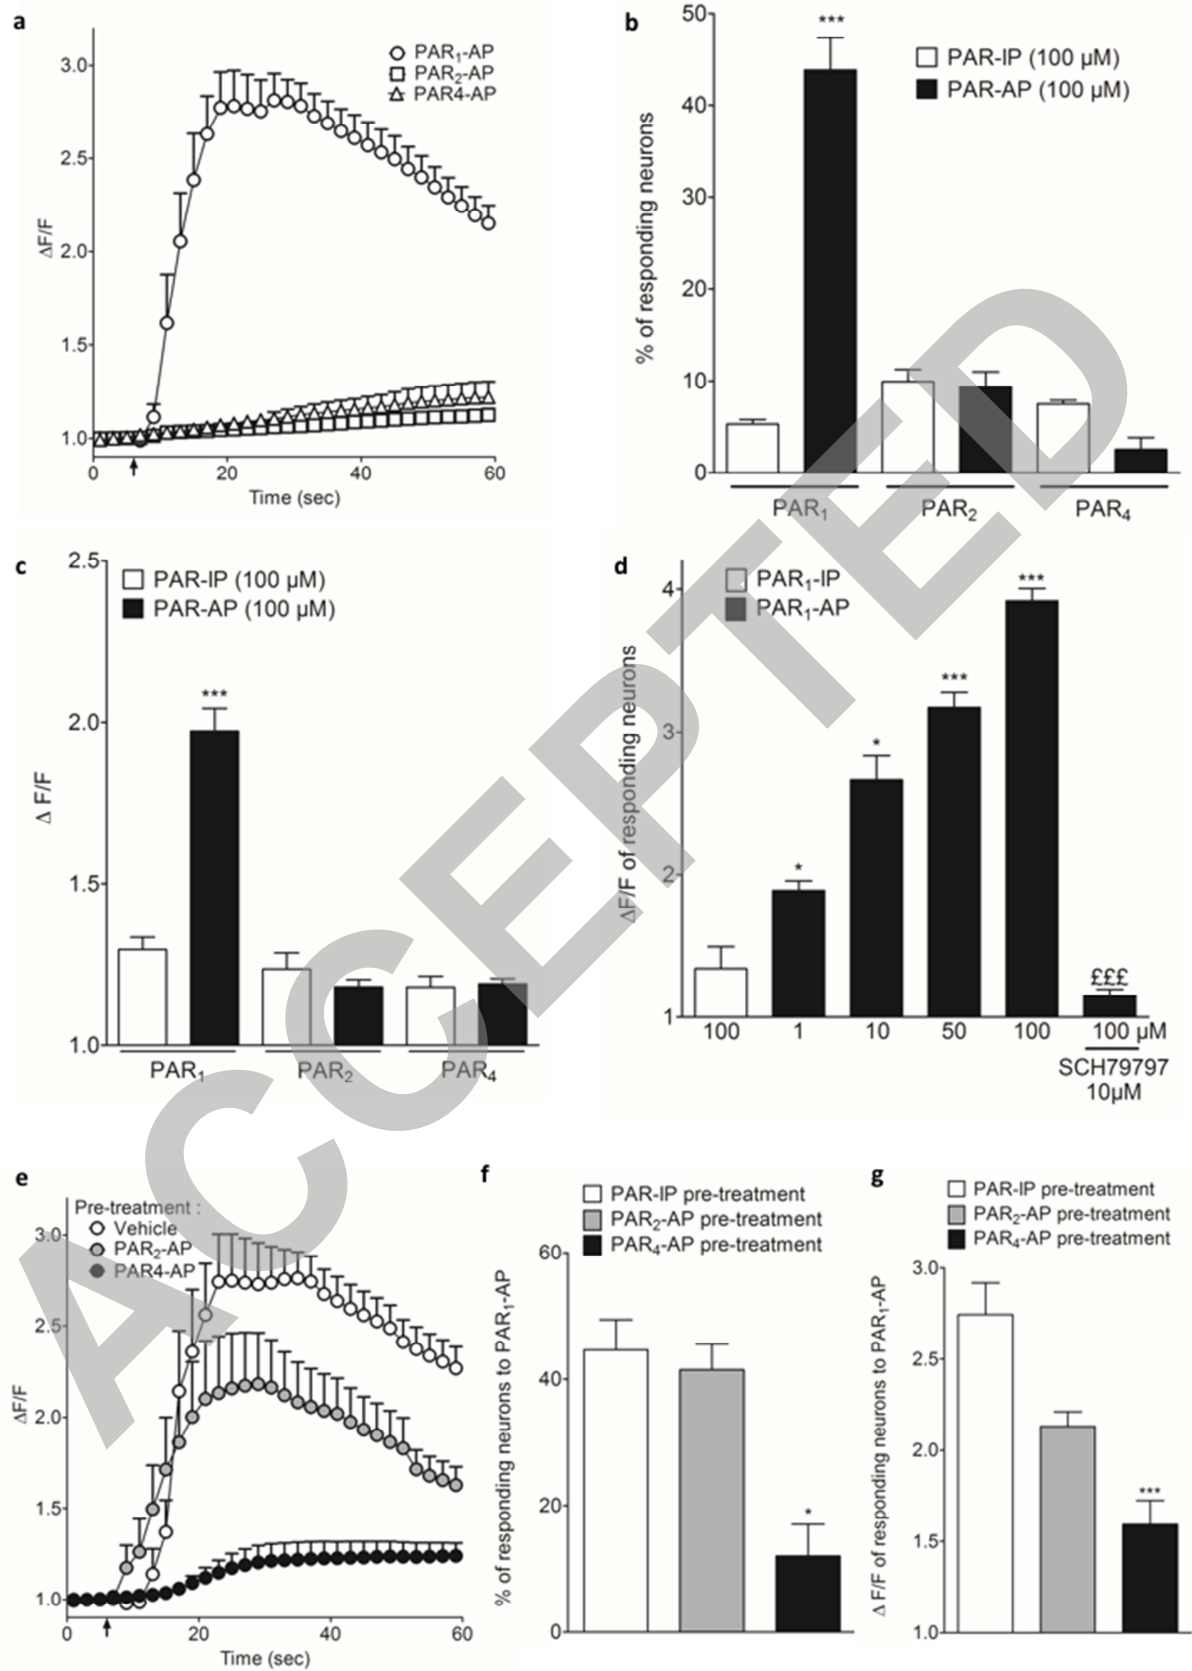 a
3.0
2.5
2.0
1.5
1.0
ΔF/F
0 20 40 60
Time (sec)
PAR₁-AP
PAR₂-AP
PAR4-AP
b
50
40
30
20
10
0
% of responding neurons
***
PAR-IP (100 µM)
PAR-AP (100 µM)
PAR₁ PAR₂ PAR₄
c
2.5
2.0
1.5
1.0
Δ F/F
PAR-IP (100 µM)
PAR-AP (100 µM)
***
PAR₁ PAR₂ PAR₄
d
4
3
2
1
ΔF/F of responding neurons
PAR₁-IP
PAR₁-AP
*
*
***
***
£££
100 1 10 50 100 100 µM
SCH79797
10µM
e
Pre-treatment :
Vehicle
PAR₂-AP
PAR4-AP
3.0
2.5
2.0
1.5
1.0
ΔF/F
0 20 40 60
Time (sec)
f
PAR-IP pre-treatment
PAR₂-AP pre-treatment
PAR₄-AP pre-treatment
60
40
20
0
% of responding neurons to PAR₁-AP
*
g
PAR-IP pre-treatment
PAR₂-AP pre-treatment
PAR₄-AP pre-treatment
3.0
2.5
2.0
1.5
1.0
Δ F/F of responding neurons to PAR₁-AP
***
ACCEPTED